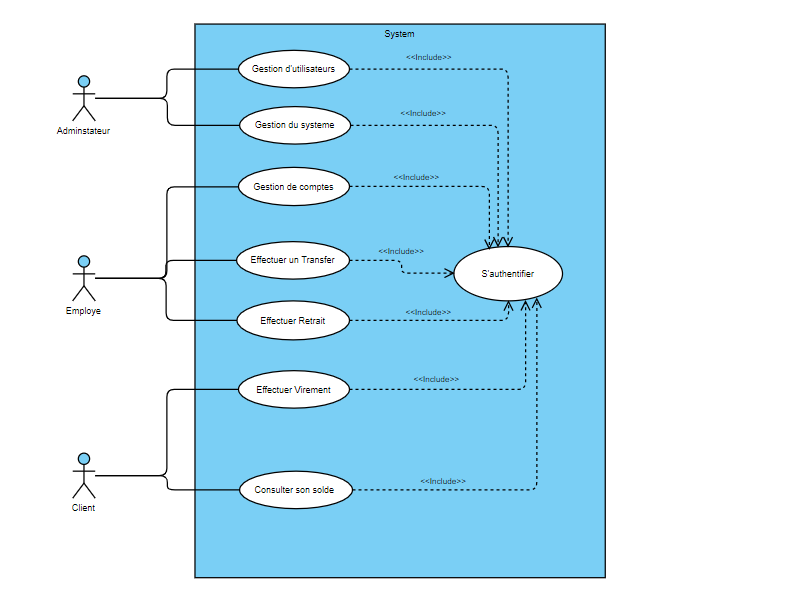 System
<<Include>>
Gestion d'utilisateurs
<<Include>>
Gestion du systeme
Adminstateur
<<Include>>
Gestion de comptes
<<Include>>
Effectuer un Transfer
S'authentifier
Employe
<<Include>>
Effectuer Retrait
<<Include>>
Effectuer Virement
<<Include>>
Consulter son solde
Client